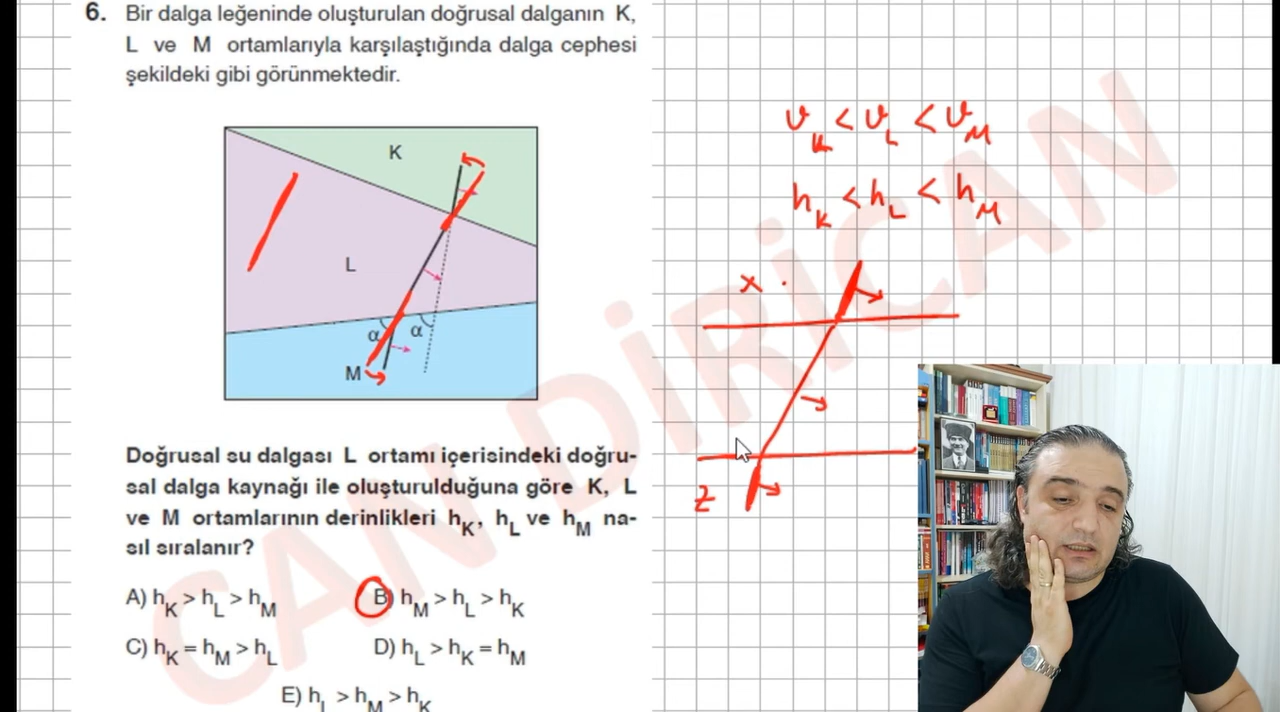 6. Bir dalga leğeninde oluşturulan doğrusal dalganın K,
L ve M ortamlarıyla karşılaştığında dalga cephesi
şekildeki gibi görünmektedir.
K
L
α
α
M
Doğrusal su dalgası L ortamı içerisindeki doğru-
sal dalga kaynağı ile oluşturulduğuna göre K, L
ve M ortamlarının derinlikleri hK, hL ve hM na-
sıl sıralanır?
A) hK > hL > hM
B) hM > hL > hK
C) hK = hM > hL
D) hL > hK = hM
E) hL > hM > hK
vK < vL < vM
hK < hL < hM
x
z
CAN DİRİCAN